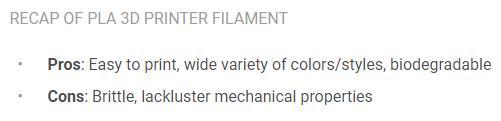 RECAP OF PLA 3D PRINTER FILAMENT
• Pros: Easy to print, wide variety of colors/styles, biodegradable
• Cons: Brittle, lackluster mechanical properties